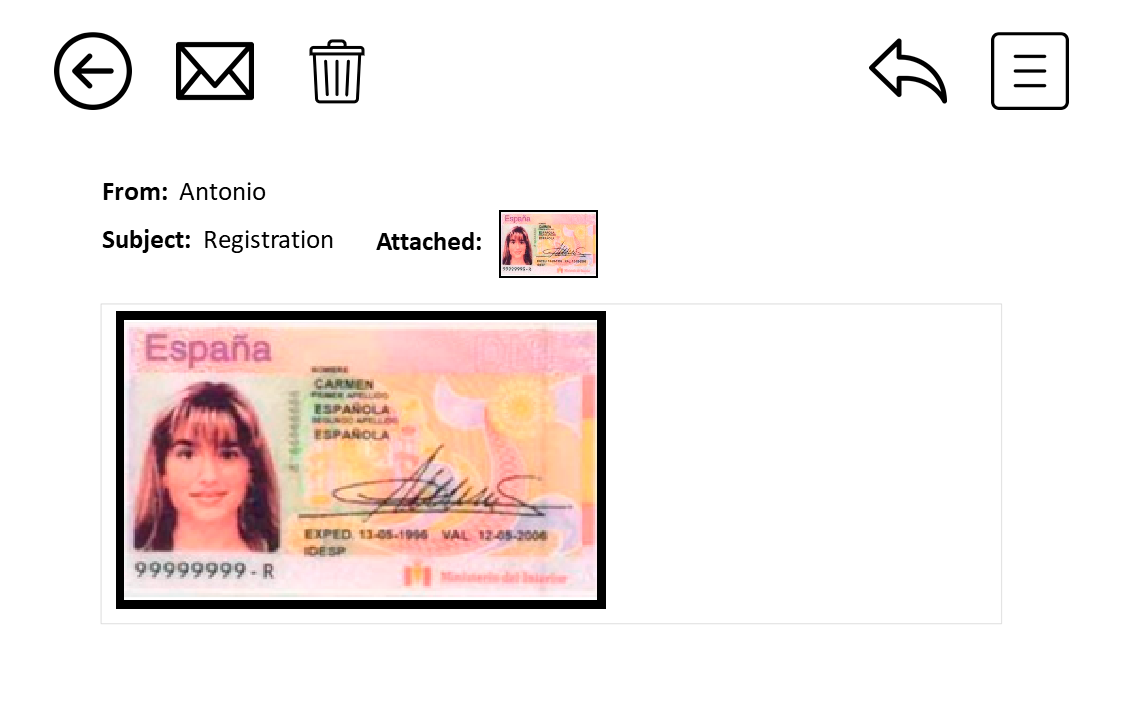 From: Antonio
Subject: Registration Attached:
España
DNI
NOMBRE
CARMEN
PRIMER APELLIDO
ESPAÑOLA
SEGUNDO APELLIDO
ESPAÑOLA
EXPED. 13-05-1996 VAL. 12-05-2006
IDESP
99999999-R
Ministerio del Interior